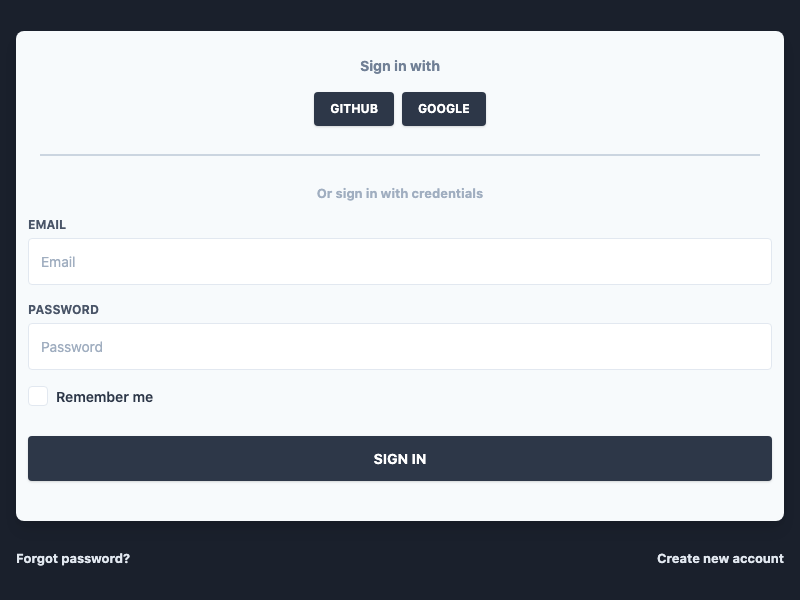 Sign in with
GITHUB GOOGLE
Or sign in with credentials
EMAIL
Email
PASSWORD
Password
Remember me
SIGN IN
Forgot password? Create new account